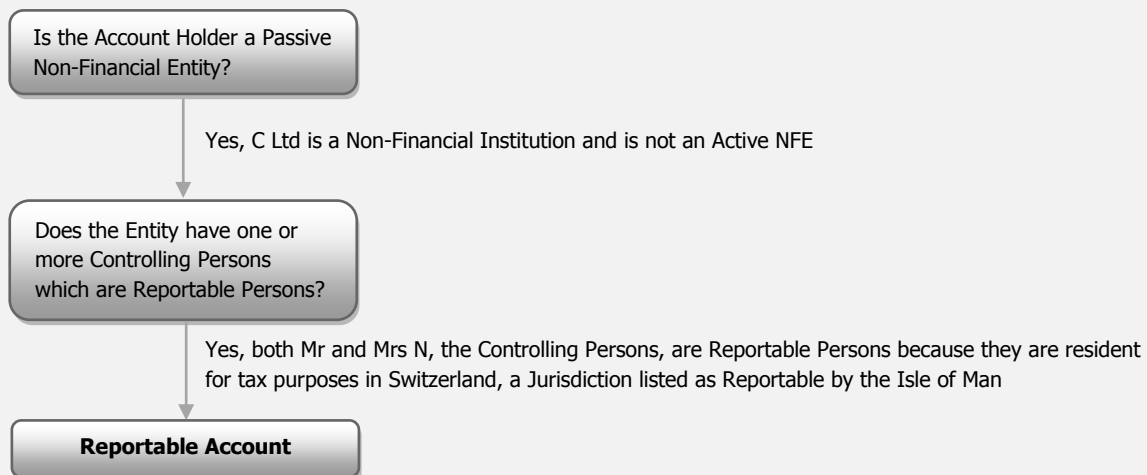 Is the Account Holder a Passive
Non-Financial Entity?
Yes, C Ltd is a Non-Financial Institution and is not an Active NFE
Does the Entity have one or
more Controlling Persons
which are Reportable Persons?
Yes, both Mr and Mrs N, the Controlling Persons, are Reportable Persons because they are resident
for tax purposes in Switzerland, a Jurisdiction listed as Reportable by the Isle of Man
Reportable Account